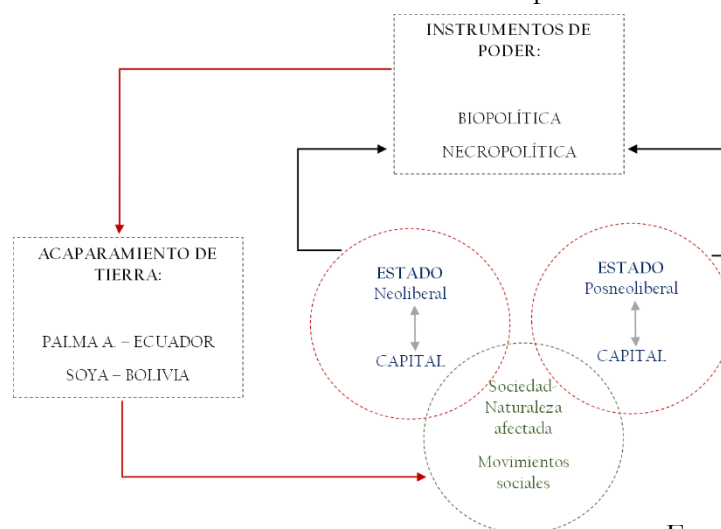 INSTRUMENTOS DE
PODER:
BIOPOLÍTICA
NECROPOLÍTICA
ACAPARAMIENTO DE
TIERRA:
PALMA A. – ECUADOR
SOYA – BOLIVIA
ESTADO
Neoliberal
CAPITAL
ESTADO
Posneoliberal
CAPITAL
Sociedad-
Naturaleza
afectada
Movimientos
sociales